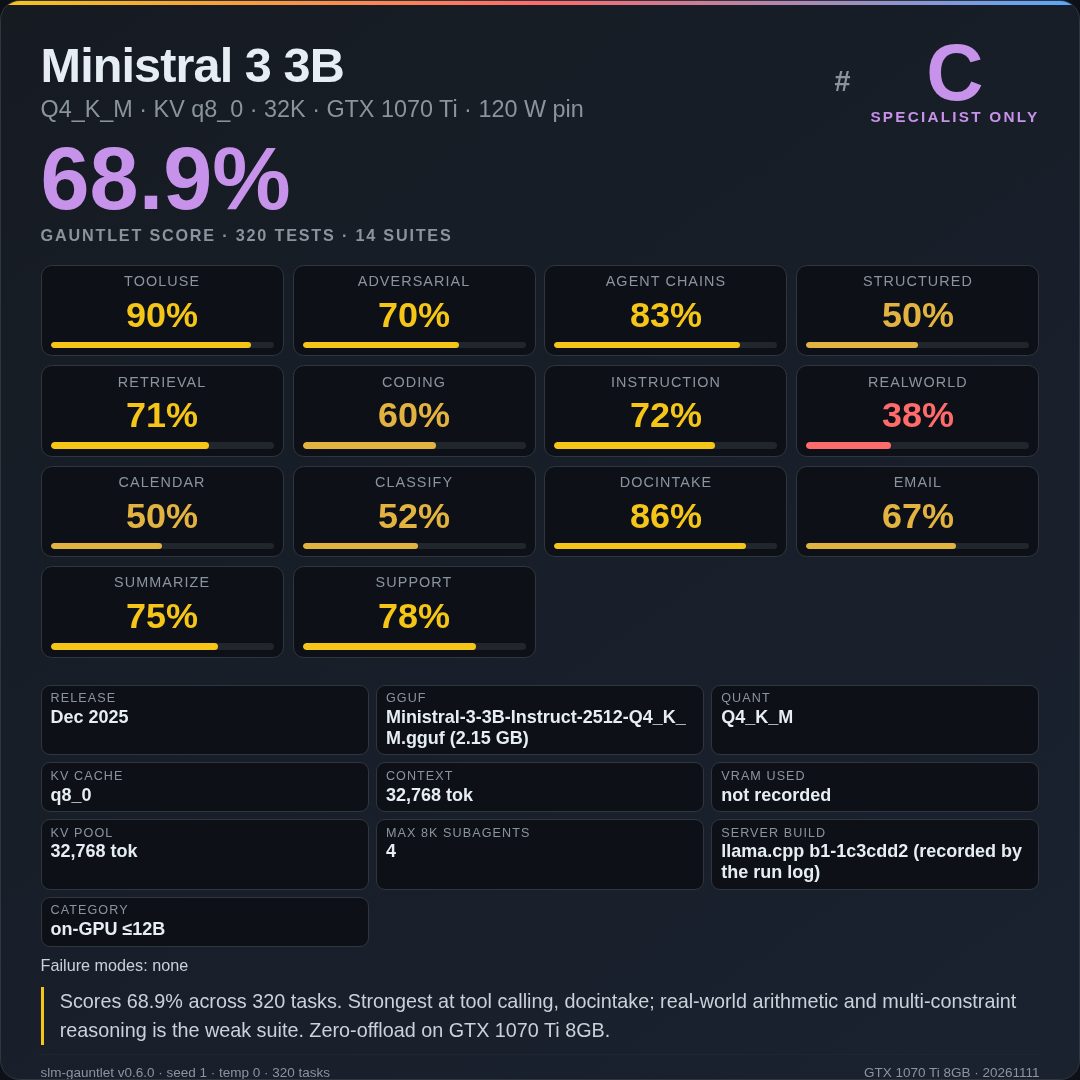 Ministral 3 3B
Q4_K_M · KV q8_0 · 32K · GTX 1070 Ti · 120 W pin
#
C
SPECIALIST ONLY
68.9%
GAUNTLET SCORE · 320 TESTS · 14 SUITES
TOOLUSE
90%
ADVERSARIAL
70%
AGENT CHAINS
83%
STRUCTURED
50%
RETRIEVAL
71%
CODING
60%
INSTRUCTION
72%
REALWORLD
38%
CALENDAR
50%
CLASSIFY
52%
DOCINTAKE
86%
EMAIL
67%
SUMMARIZE
75%
SUPPORT
78%
RELEASE
Dec 2025
GGUF
Ministral-3-3B-Instruct-2512-Q4_K_
M.gguf (2.15 GB)
QUANT
Q4_K_M
KV CACHE
q8_0
CONTEXT
32,768 tok
VRAM USED
not recorded
KV POOL
32,768 tok
MAX 8K SUBAGENTS
4
SERVER BUILD
llama.cpp b1-1c3cdd2 (recorded by
the run log)
CATEGORY
on-GPU ≤12B
Failure modes: none
Scores 68.9% across 320 tasks. Strongest at tool calling, docintake; real-world arithmetic and multi-constraint
reasoning is the weak suite. Zero-offload on GTX 1070 Ti 8GB.
slm-gauntlet v0.6.0 · seed 1 · temp 0 · 320 tasks
GTX 1070 Ti 8GB · 20261111